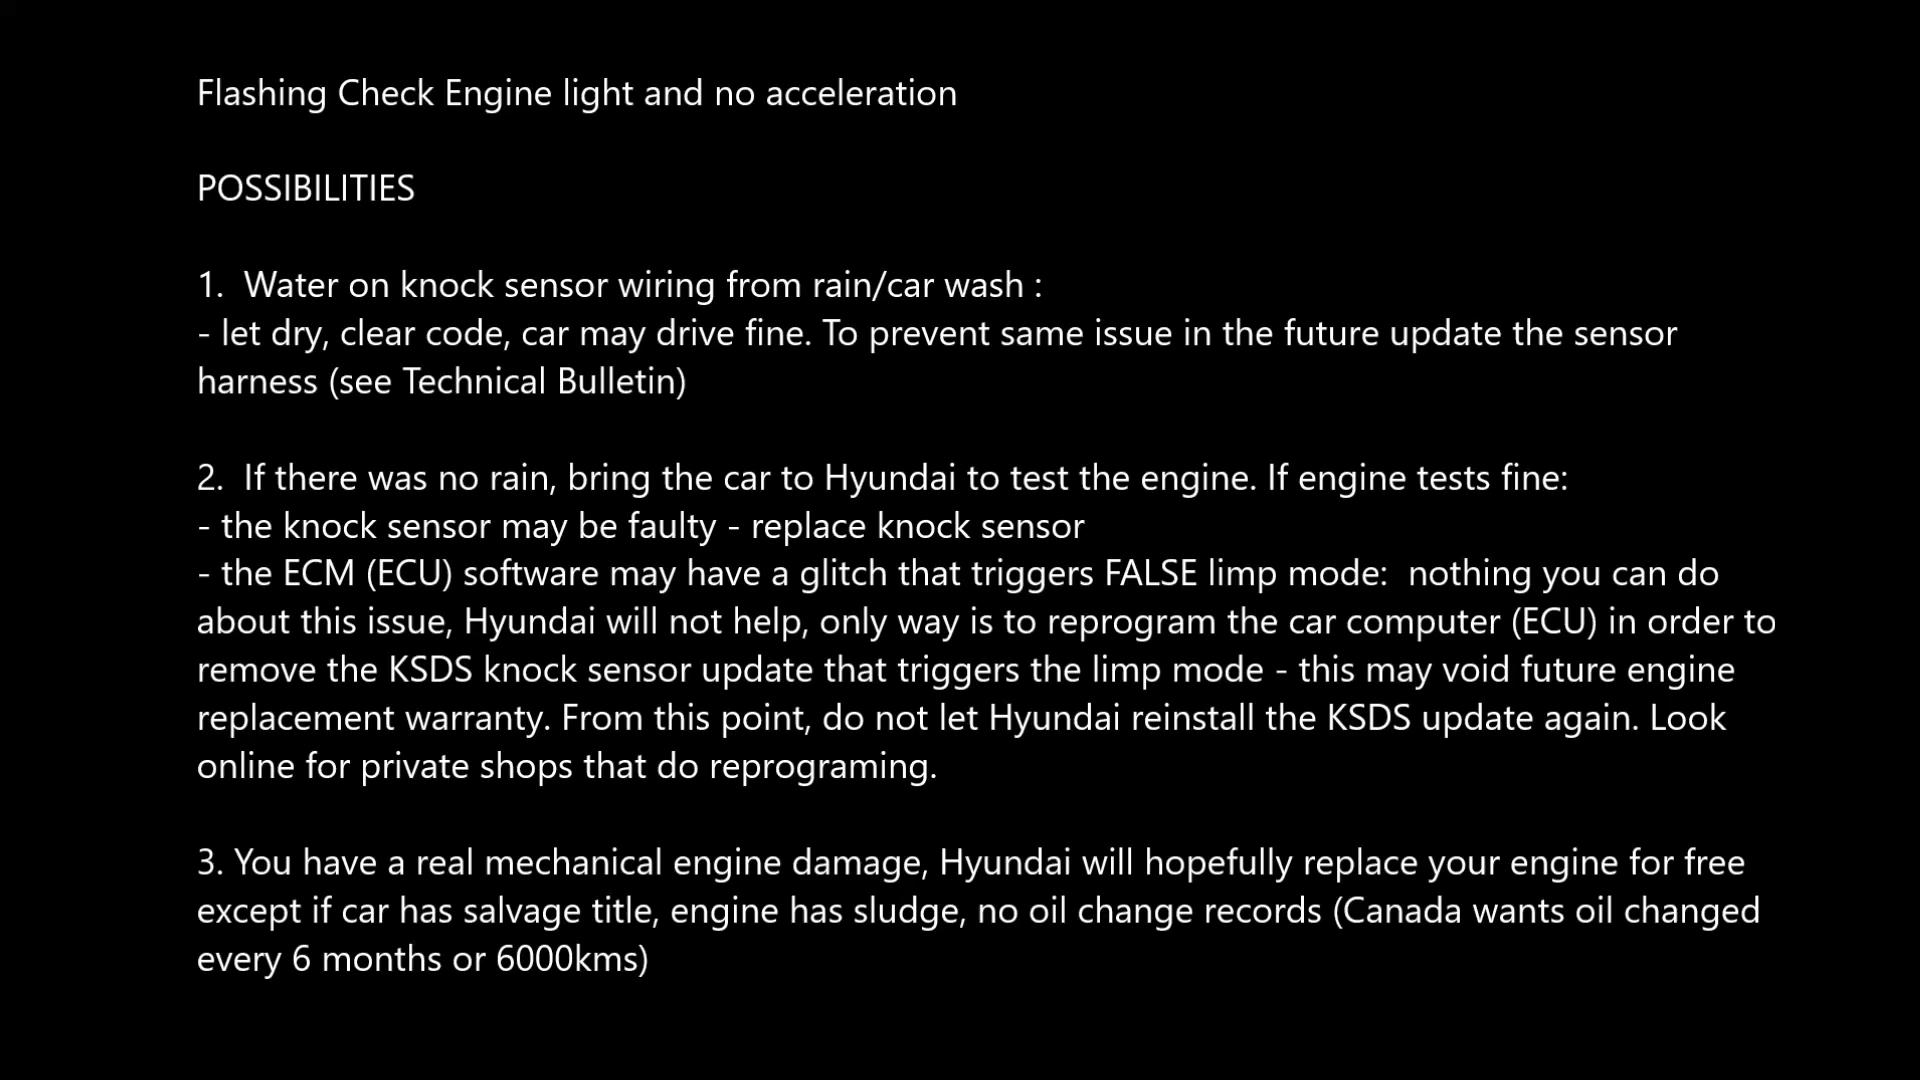 Flashing Check Engine light and no acceleration
POSSIBILITIES
1.  Water on knock sensor wiring from rain/car wash :
- let dry, clear code, car may drive fine. To prevent same issue in the future update the sensor
harness (see Technical Bulletin)
2.  If there was no rain, bring the car to Hyundai to test the engine. If engine tests fine:
- the knock sensor may be faulty - replace knock sensor
- the ECM (ECU) software may have a glitch that triggers FALSE limp mode:  nothing you can do
about this issue, Hyundai will not help, only way is to reprogram the car computer (ECU) in order to
remove the KSDS knock sensor update that triggers the limp mode - this may void future engine
replacement warranty. From this point, do not let Hyundai reinstall the KSDS update again. Look
online for private shops that do reprograming.
3. You have a real mechanical engine damage, Hyundai will hopefully replace your engine for free
except if car has salvage title, engine has sludge, no oil change records (Canada wants oil changed
every 6 months or 6000kms)